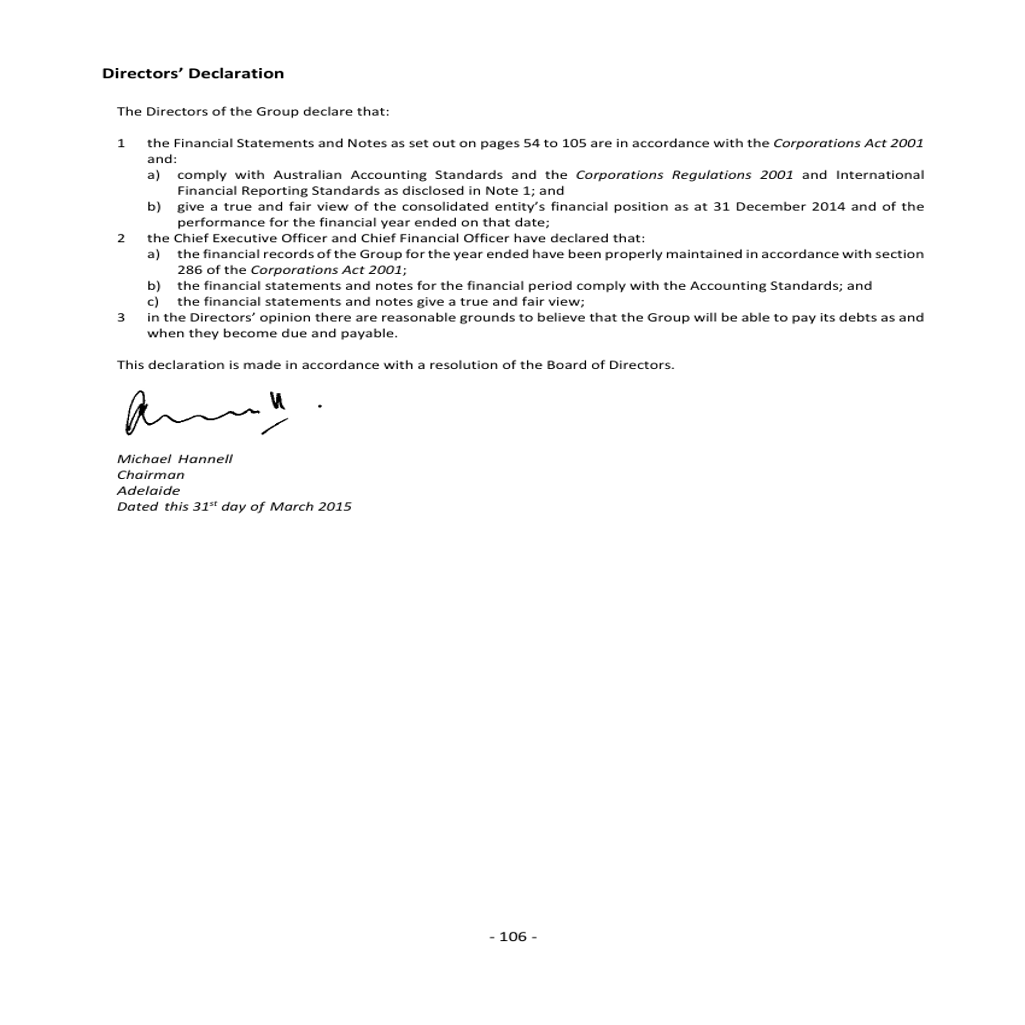 Directors’ Declaration
The Directors of the Group declare that:
1 the Financial Statements and Notes as set out on pages 54 to 105 are in accordance with the Corporations Act 2001
and:
a) comply with Australian Accounting Standards and the Corporations Regulations 2001 and International
Financial Reporting Standards as disclosed in Note 1; and
b) give a true and fair view of the consolidated entity’s financial position as at 31 December 2014 and of the
performance for the financial year ended on that date;
2 the Chief Executive Officer and Chief Financial Officer have declared that:
a) the financial records of the Group for the year ended have been properly maintained in accordance with section
286 of the Corporations Act 2001;
b) the financial statements and notes for the financial period comply with the Accounting Standards; and
c) the financial statements and notes give a true and fair view;
3 in the Directors’ opinion there are reasonable grounds to believe that the Group will be able to pay its debts as and
when they become due and payable.
This declaration is made in accordance with a resolution of the Board of Directors.
Michael Hannell
Chairman
Adelaide
Dated this 31st day of March 2015
- 106 -